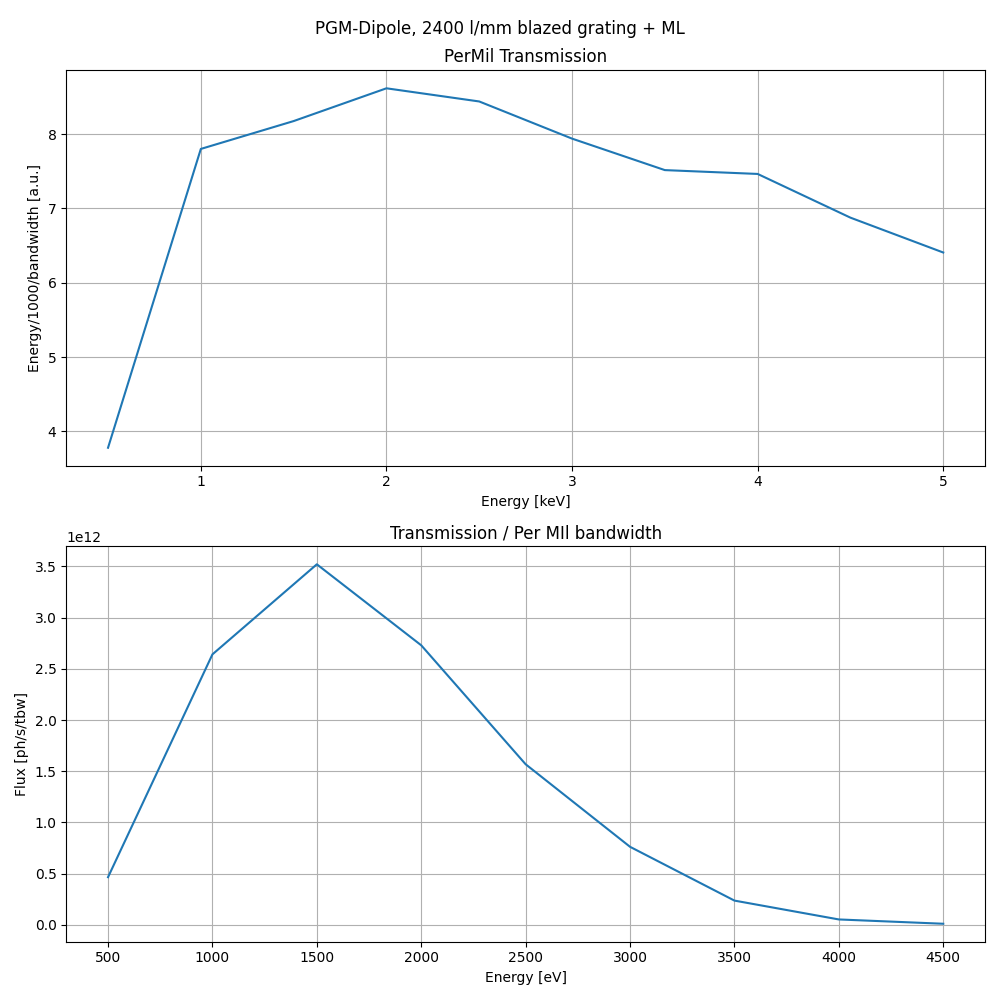 PGM-Dipole, 2400 l/mm blazed grating + ML
PerMil Transmission
Energy/1000/bandwidth [a.u.]
8
7
6
5
4
1 2 3 4 5
Energy [keV]
Transmission / Per MIl bandwidth
1e12
Flux [ph/s/tbw]
3.5
3.0
2.5
2.0
1.5
1.0
0.5
0.0
500 1000 1500 2000 2500 3000 3500 4000 4500
Energy [eV]